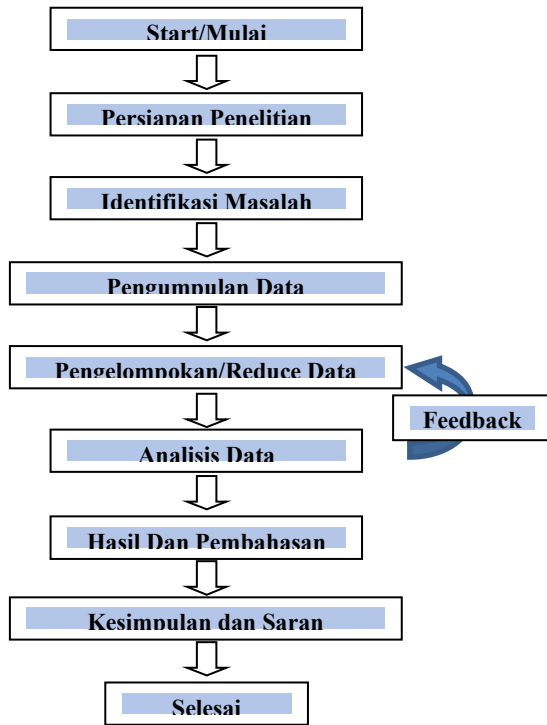 Start/Mulai
Persiapan Penelitian
Identifikasi Masalah
Pengumpulan Data
Pengelompokan/Reduce Data
Feedback
Analisis Data
Hasil Dan Pembahasan
Kesimpulan dan Saran
Selesai